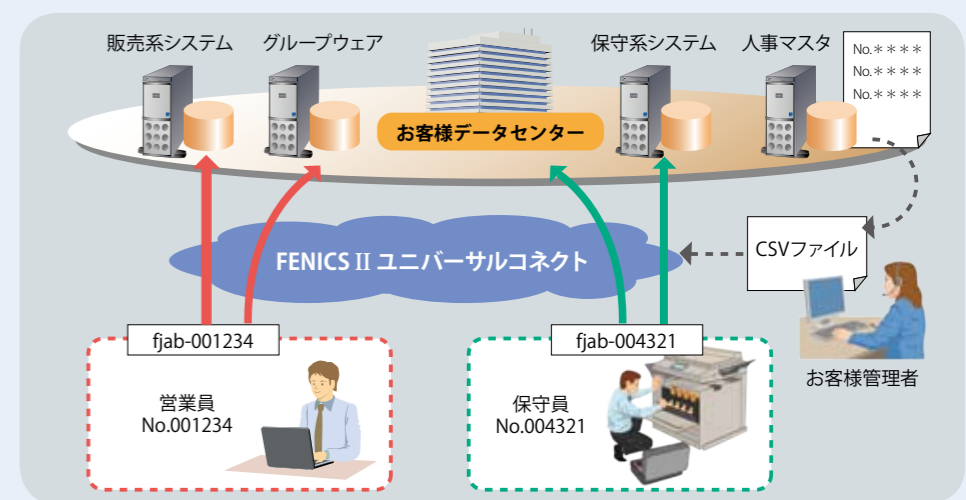 販売系システム
グループウェア
保守系システム
人事マスタ
No.＊＊＊＊
No.＊＊＊＊
No.＊＊＊＊
お客様データセンター
FENICS II ユニバーサルコネクト
CSVファイル
fjab-001234
営業員
No.001234
fjab-004321
保守員
No.004321
お客様管理者